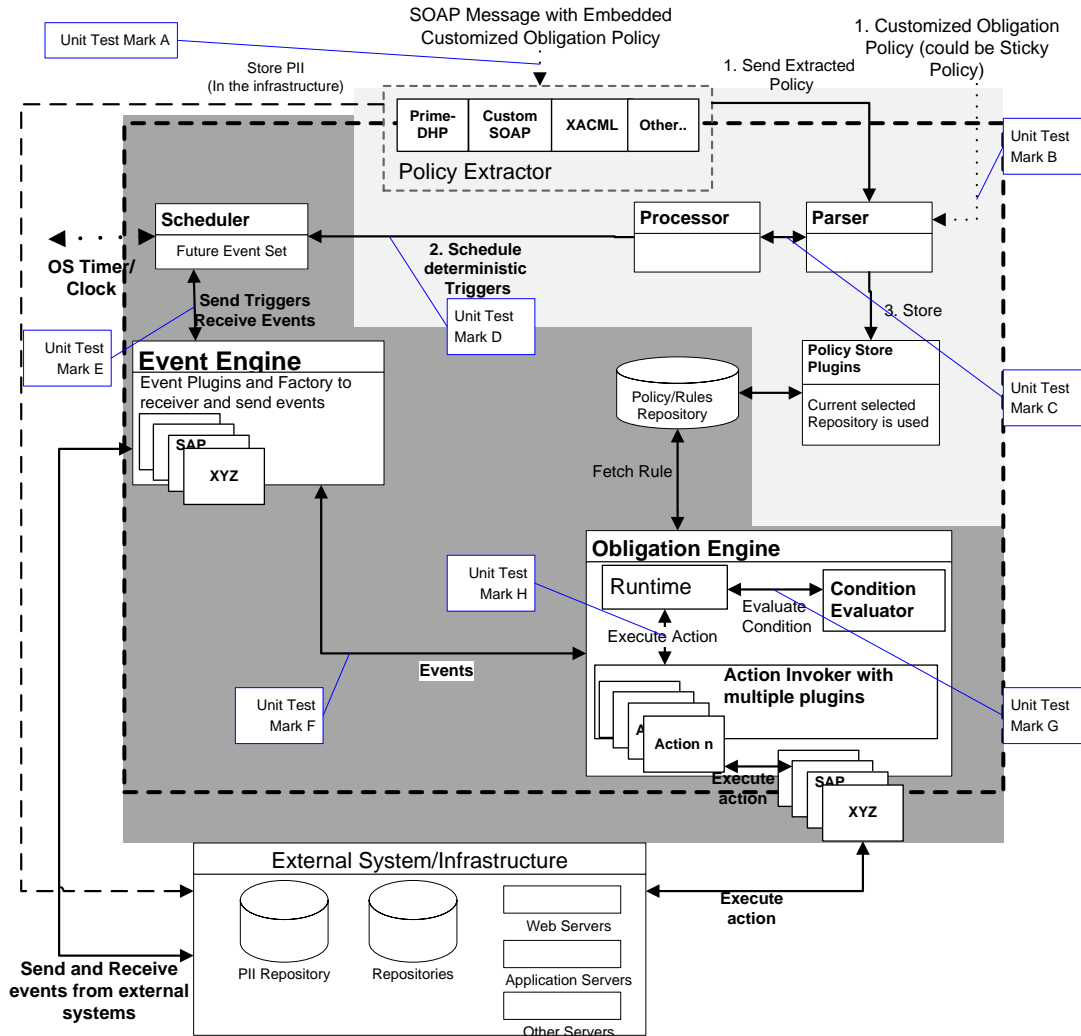 SOAP Message with Embedded
Customized Obligation Policy
Unit Test Mark A
1. Customized Obligation
Policy (could be Sticky
Policy)
Store PII
(In the infrastructure)
1. Send Extracted
Policy
Prime-
DHP
Custom
SOAP
XACML
Other..
Policy Extractor
Unit Test
Mark B
Scheduler
Future Event Set
Processor
Parser
OS Timer/
Clock
2. Schedule
deterministic
Triggers
Send Triggers
Receive Events
Unit Test
Mark D
3. Store
Unit Test
Mark E
Event Engine
Event Plugins and Factory to
receiver and send events
SAP
XYZ
Policy Store
Plugins
Current selected
Repository is used
Policy/Rules
Repository
Unit Test
Mark C
Fetch Rule
Obligation Engine
Runtime
Condition
Evaluator
Evaluate
Condition
Unit Test
Mark H
Execute Action
Action Invoker with
multiple plugins
A
Action n
Events
Unit Test
Mark F
Unit Test
Mark G
Execute
action
SAP
XYZ
External System/Infrastructure
PII Repository
Repositories
Web Servers
Application Servers
Other Servers
Execute
action
Send and Receive
events from external
systems